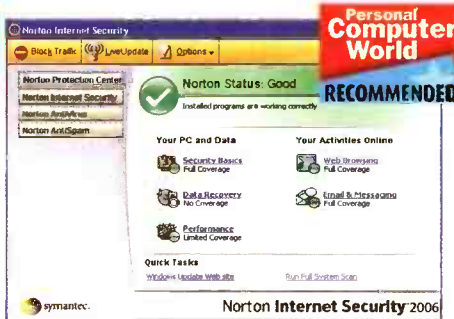 Norton Internet Security
Personal
Computer
World
RECOMMENDED
Block Traffic LiveUpdate Options
Norton Protection Center
Norton Internet Security
Norton AntiVirus
Norton AntiSpam
Norton Status: Good
Installed programs are working correctly
Your PC and Data
Your Activities Online
Security Basics
Full Coverage
Web Browsing
Full Coverage
Data Recovery
No Coverage
Email & Messaging
Full Coverage
Performance
Limited Coverage
Quick Tasks
Windows Update Web site
Run Full System Scan
symantec.
Norton Internet Security 2006